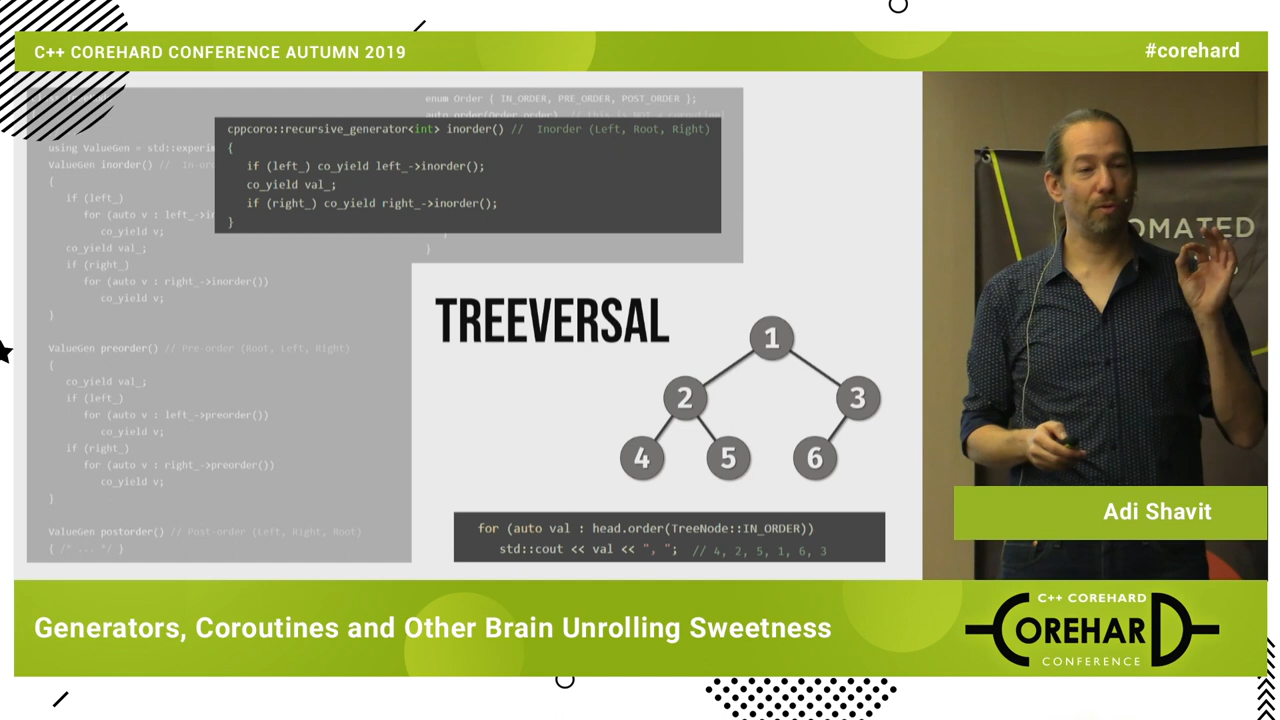 C++ COREHARD CONFERENCE AUTUMN 2019
#corehard
enum Order { IN_ORDER, PRE_ORDER, POST_ORDER };
auto order(Order order)
cppcoro::recursive_generator<int> inorder() // Inorder (Left, Root, Right)
{
if (left_) co_yield left_->inorder();
co_yield val_;
if (right_) co_yield right_->inorder();
}
}
using ValueGen =
ValueGen inorder() //
{
if (left_)
for (auto v :
co_yield v;
co_yield val_;
if (right_)
for (auto v : right_->inorder())
co_yield v;
}
ValueGen preorder() // Pre-order (Root, Left, Right)
{
co_yield val_;
if (left_)
for (auto v : left_->preorder())
co_yield v;
if (right_)
for (auto v : right_->preorder())
co_yield v;
}
ValueGen postorder() // Post-order (Left, Right, Root)
{ /* ... */ }
TREEVERSAL
1
2 3
4 5 6
for (auto val : head.order(TreeNode::IN_ORDER))
std::cout << val << ", "; // 4, 2, 5, 1, 6, 3
OMATED
Adi Shavit
Generators, Coroutines and Other Brain Unrolling Sweetness
C++ COREHARD
COREHARD
CONFERENCE